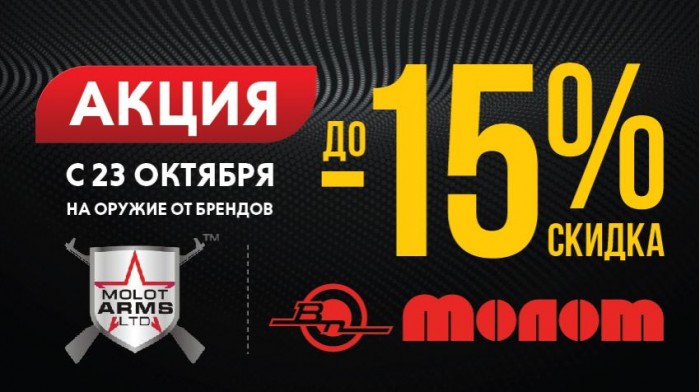 АКЦИЯ
С 23 ОКТЯБРЯ
НА ОРУЖИЕ ОТ БРЕНДОВ
ДО
-15%
СКИДКА
MOLOT
ARMS
LTD
TM
ВП
Молот